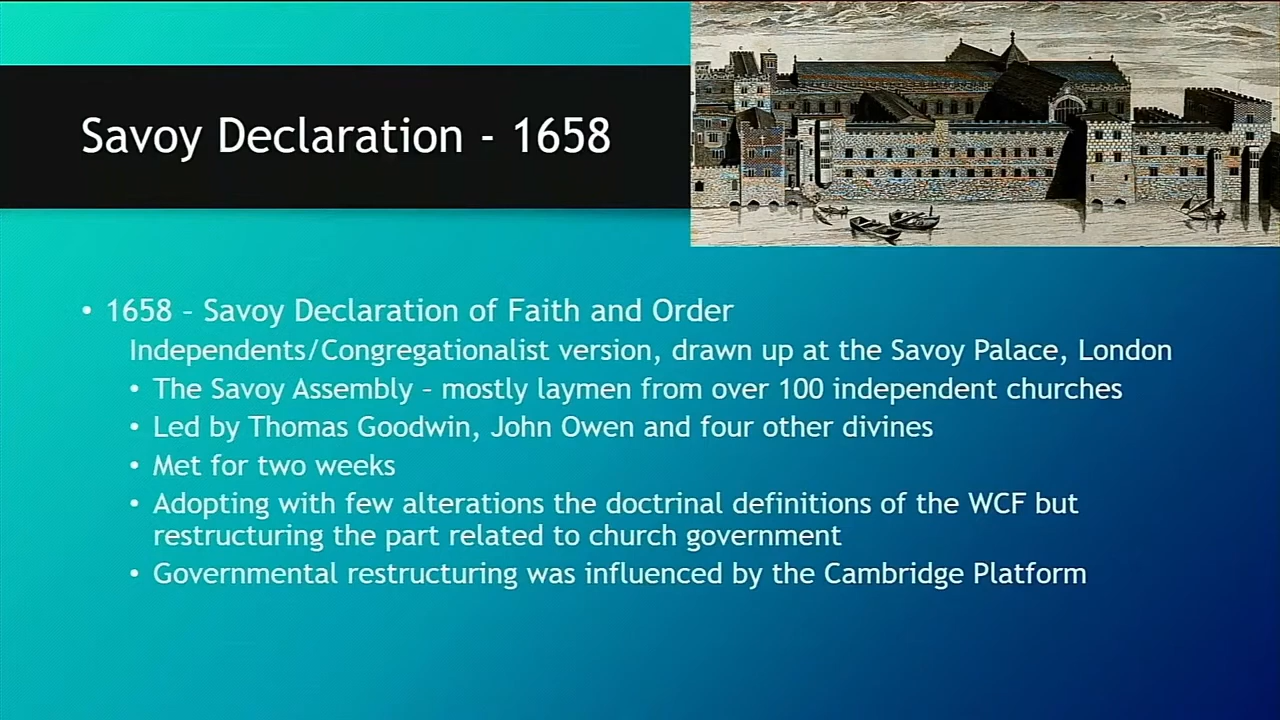 Savoy Declaration - 1658
• 1658 – Savoy Declaration of Faith and Order
Independents/Congregationalist version, drawn up at the Savoy Palace, London
• The Savoy Assembly – mostly laymen from over 100 independent churches
• Led by Thomas Goodwin, John Owen and four other divines
• Met for two weeks
• Adopting with few alterations the doctrinal definitions of the WCF but
restructuring the part related to church government
• Governmental restructuring was influenced by the Cambridge Platform